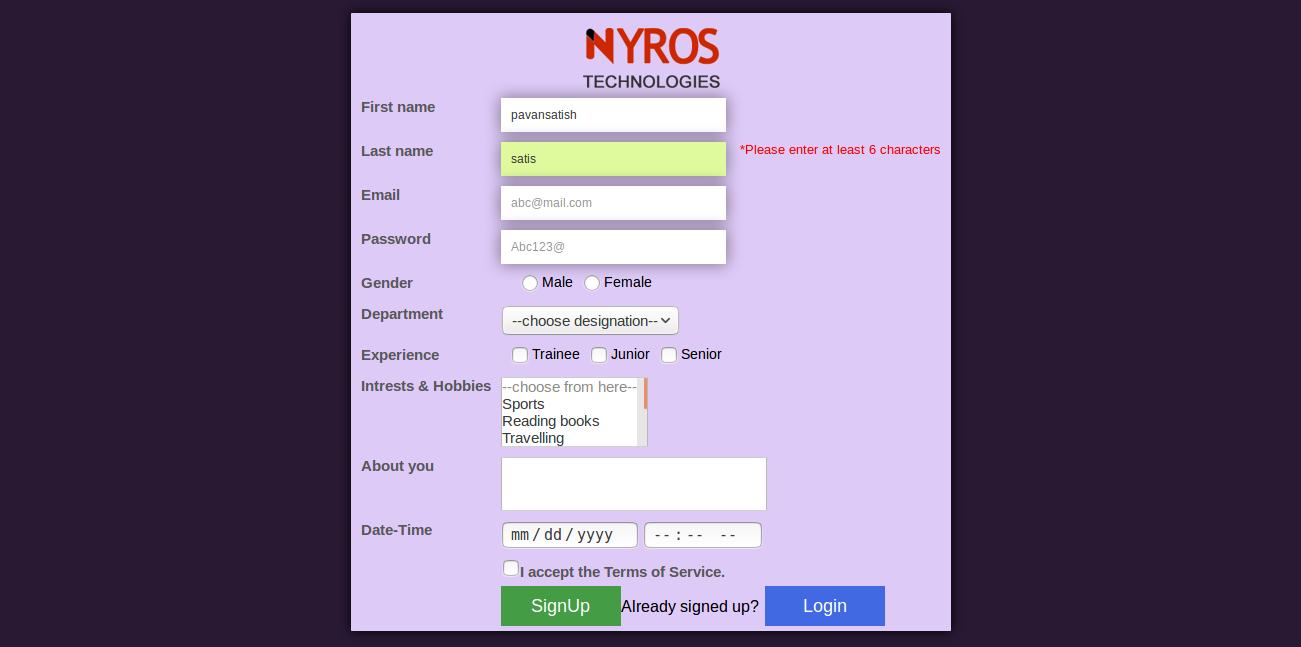 NYROS
TECHNOLOGIES
First name pavansatish
Last name satis *Please enter at least 6 characters
Email abc@mail.com
Password Abc123@
Gender Male Female
Department --choose designation--
Experience Trainee Junior Senior
Intrests & Hobbies --choose from here--
Sports
Reading books
Travelling
About you
Date-Time mm/dd/yyyy --:-- --
I accept the Terms of Service.
SignUp Already signed up? Login